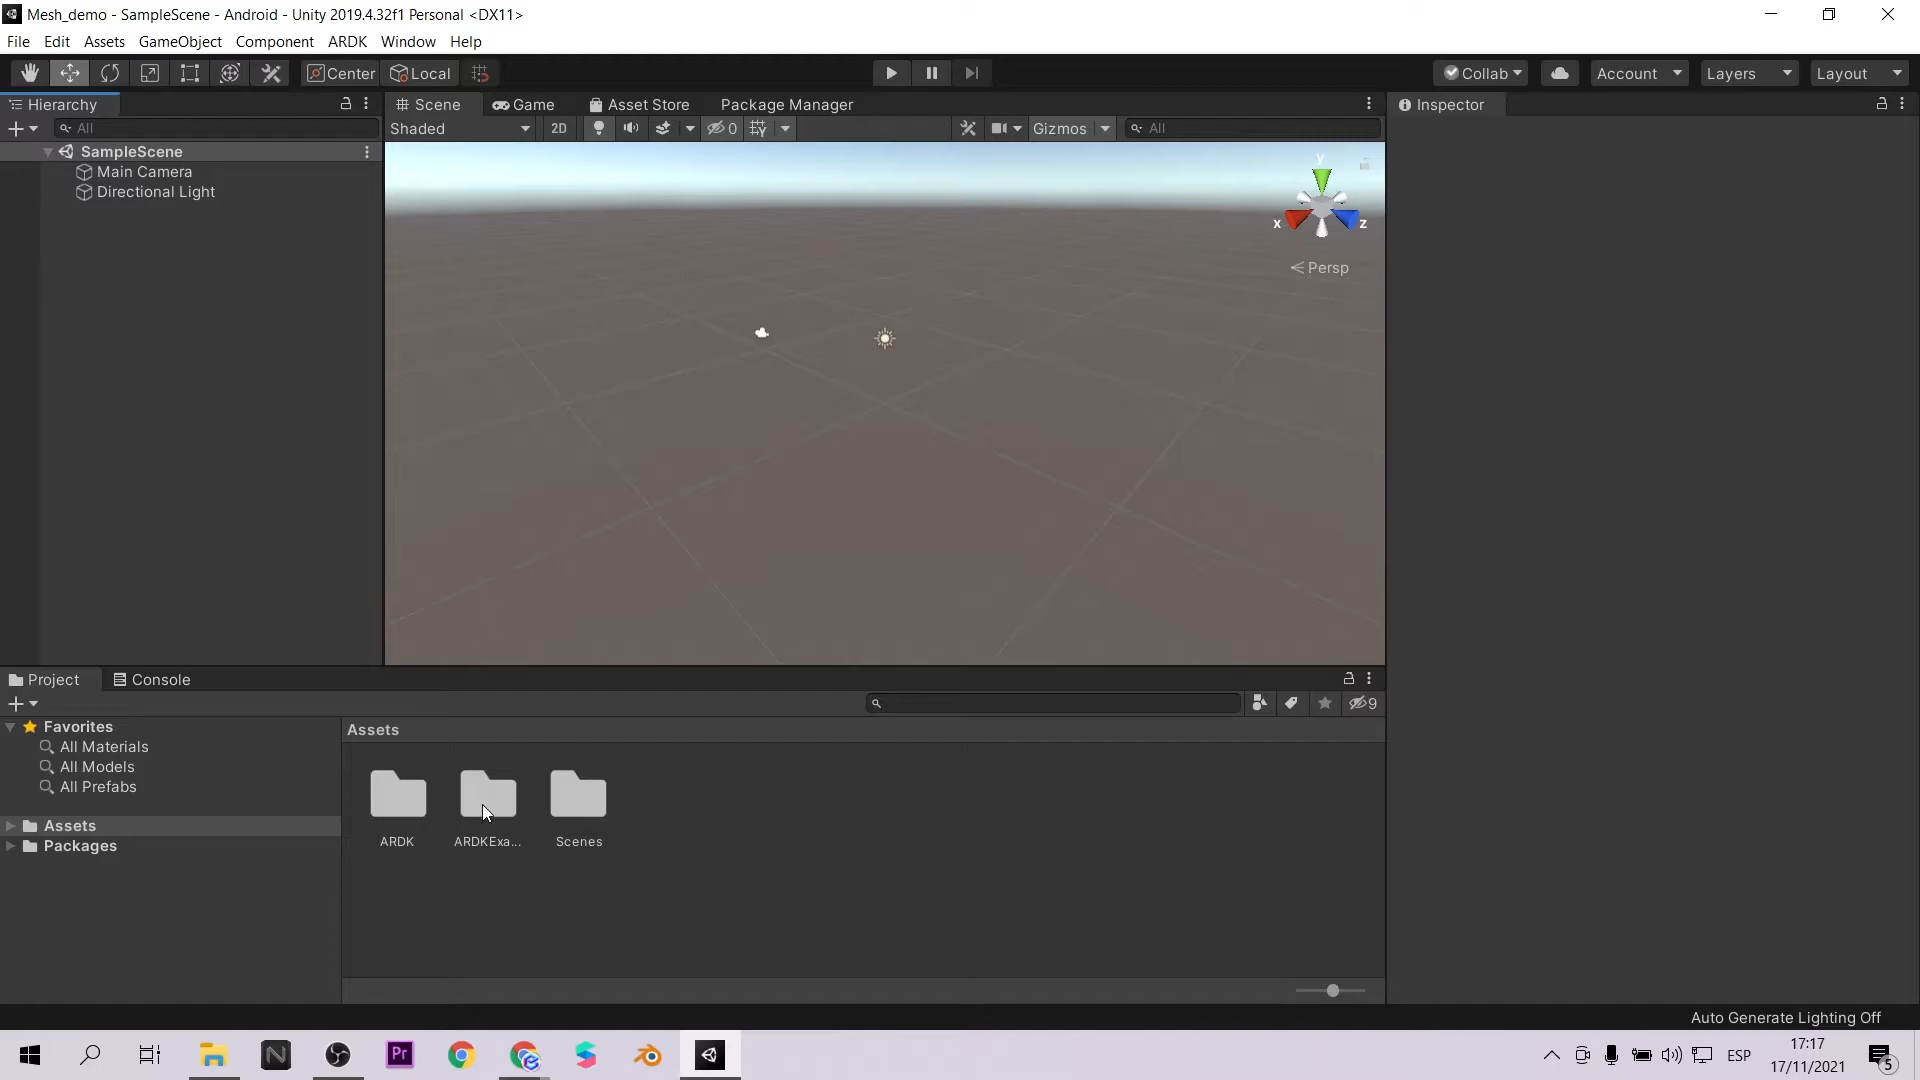 Mesh_demo - SampleScene - Android - Unity 2019.4.32f1 Personal <DX11>
File Edit Assets GameObject Component ARDK Window Help
Center Local Collab Account Layers Layout
Hierarchy
All
SampleScene
Main Camera
Directional Light
Scene Game Asset Store Package Manager
Shaded 2D 0 Gizmos All
y
x z
Persp
Inspector
Project Console
9
Favorites
All Materials
All Models
All Prefabs
Assets
Packages
Assets
ARDK ARDKExa... Scenes
Auto Generate Lighting Off
N Pr ESP 17:17
17/11/2021 5